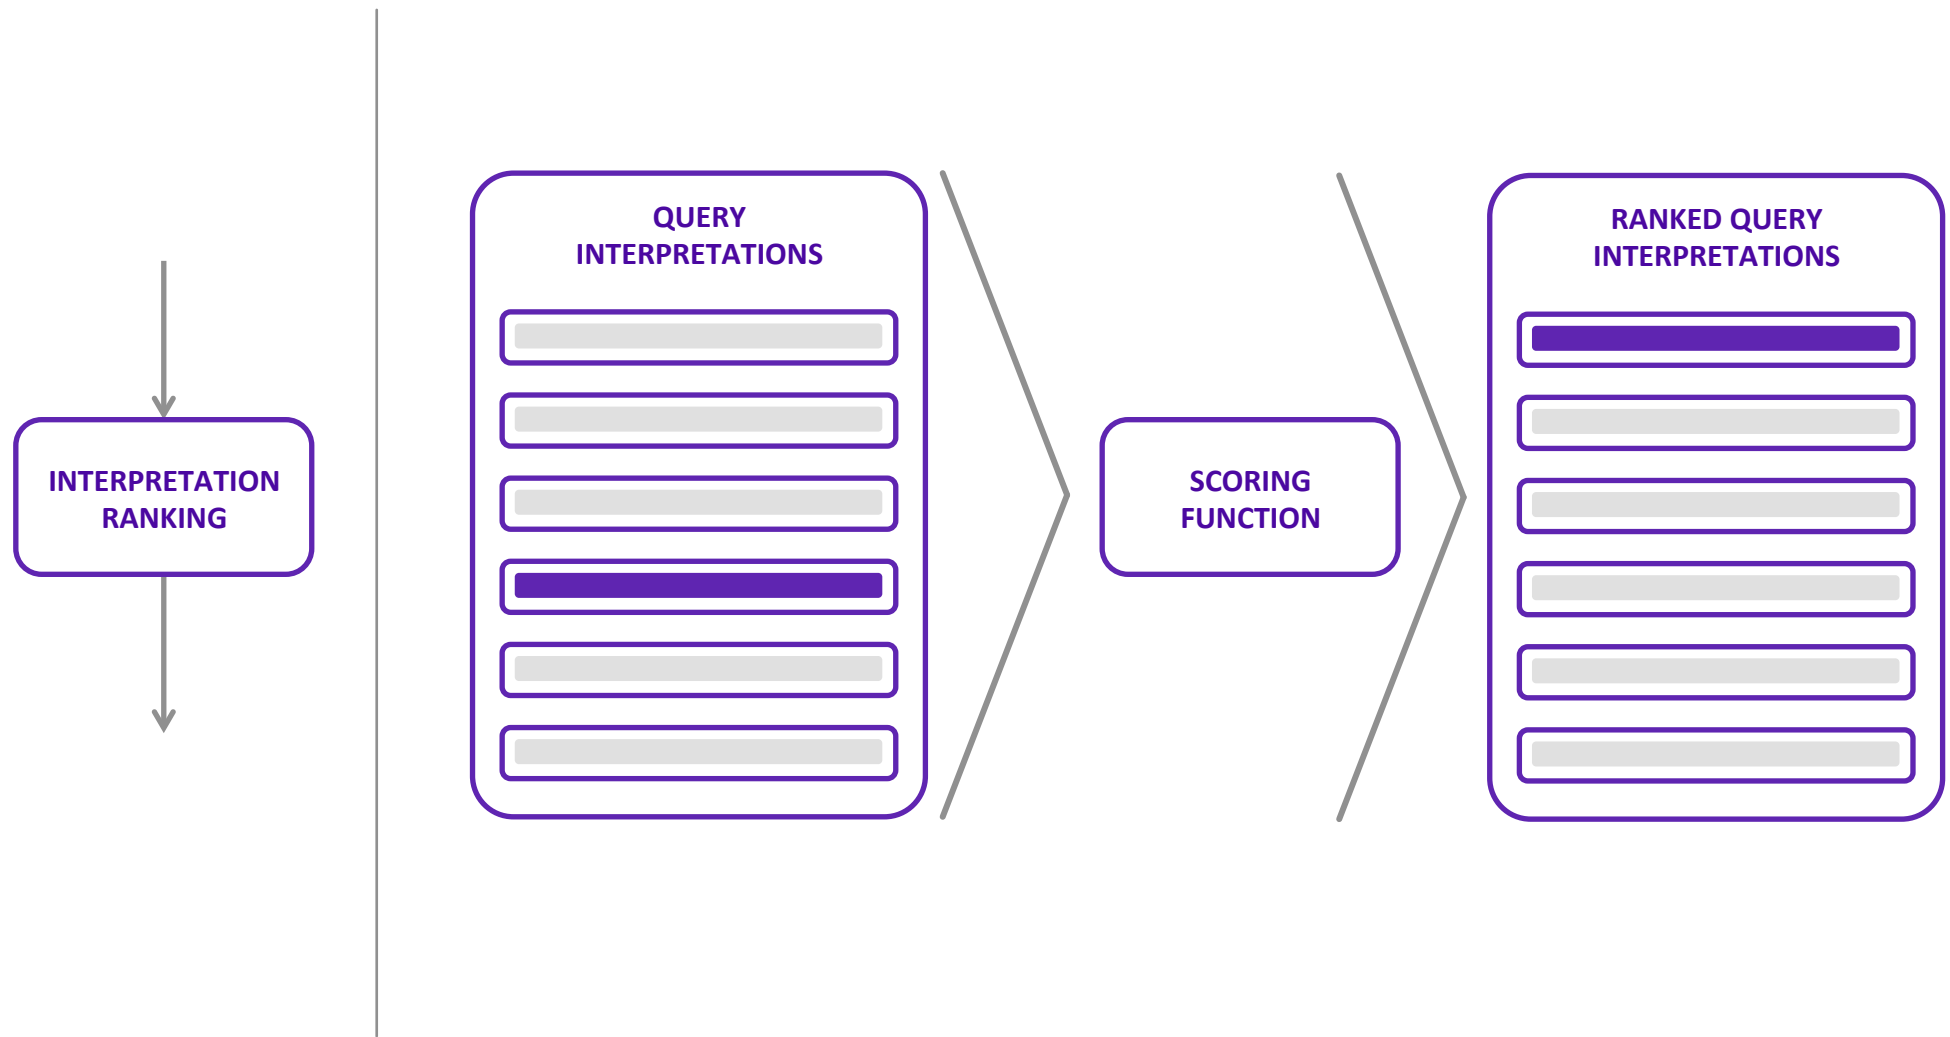 INTERPRETATION
RANKING
QUERY
INTERPRETATIONS
SCORING
FUNCTION
RANKED QUERY
INTERPRETATIONS